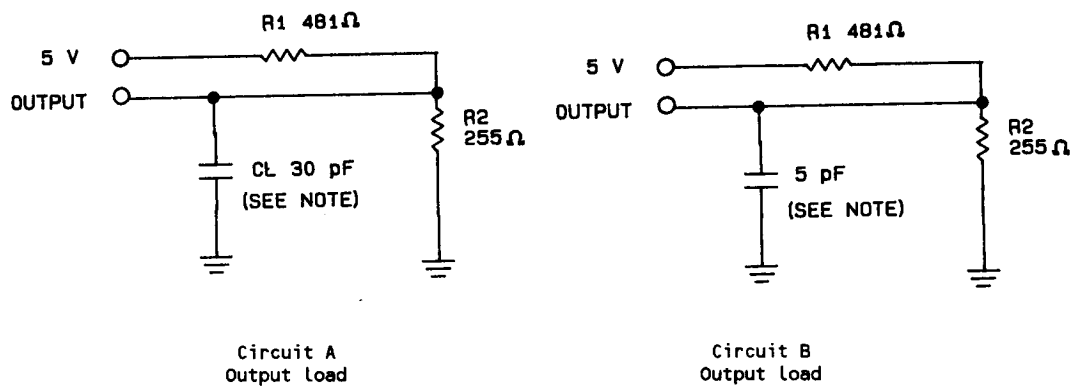 R1 481Ω
5 V
OUTPUT
R2
255Ω
CL 30 pF
(SEE NOTE)
Circuit A
Output load
R1 481Ω
5 V
OUTPUT
R2
255Ω
5 pF
(SEE NOTE)
Circuit B
Output load